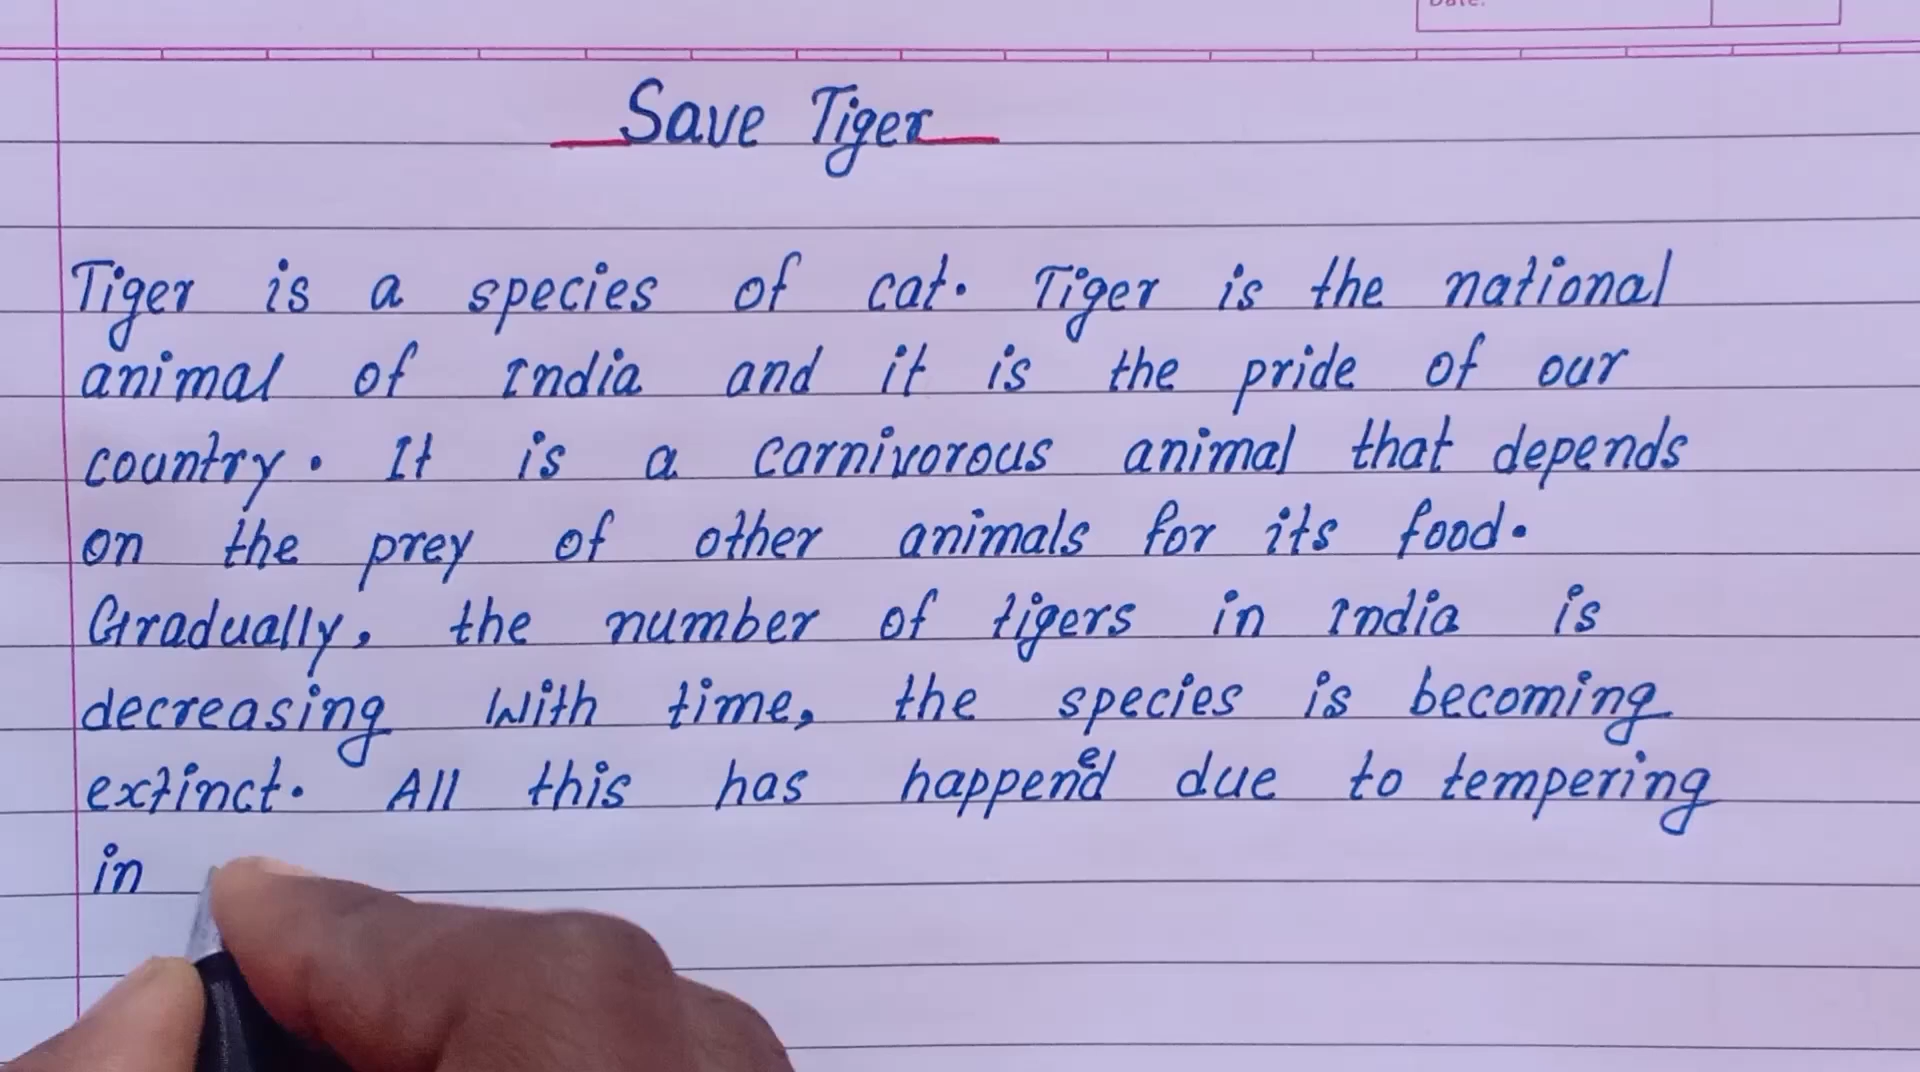 Date:
Save Tiger
Tiger is a species of cat. Tiger is the national
animal of India and it is the pride of our
country. It is a carnivorous animal that depends
on the prey of other animals for its food.
Gradually, the number of tigers in India is
decreasing with time, the species is becoming
extinct. All this has happened due to tempering
in